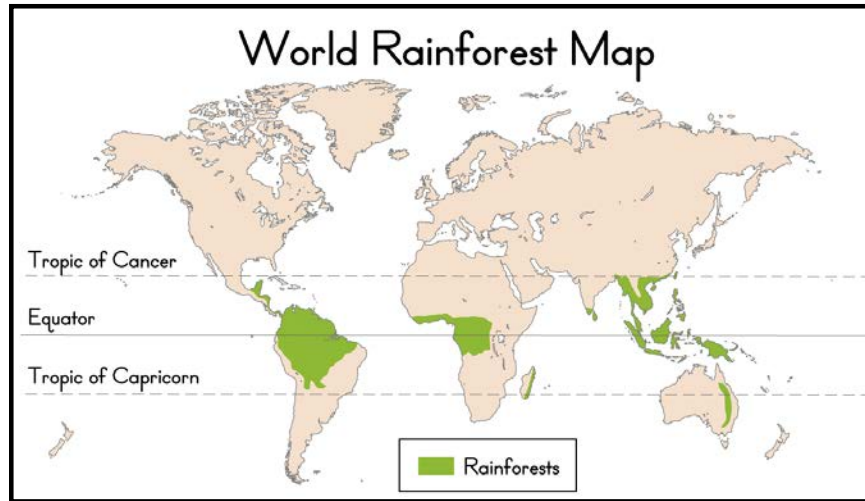 World Rainforest Map
Tropic of Cancer
Equator
Tropic of Capricorn
Rainforests